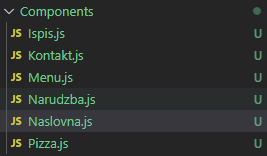 Components
JS Ispis.js U
JS Kontakt.js U
JS Menu.js U
JS Narudzba.js U
JS Naslovna.js U
JS Pizza.js U